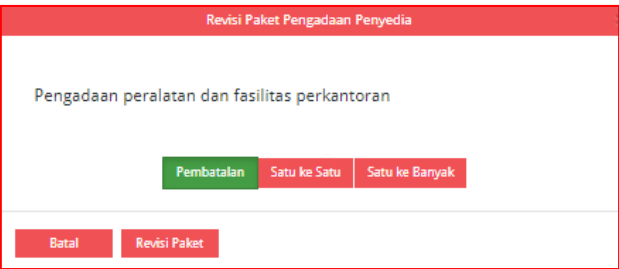 Revisi Paket Pengadaan Penyedia
Pengadaan peralatan dan fasilitas perkantoran
Pembatalan Satu ke Satu Satu ke Banyak
Batal Revisi Paket